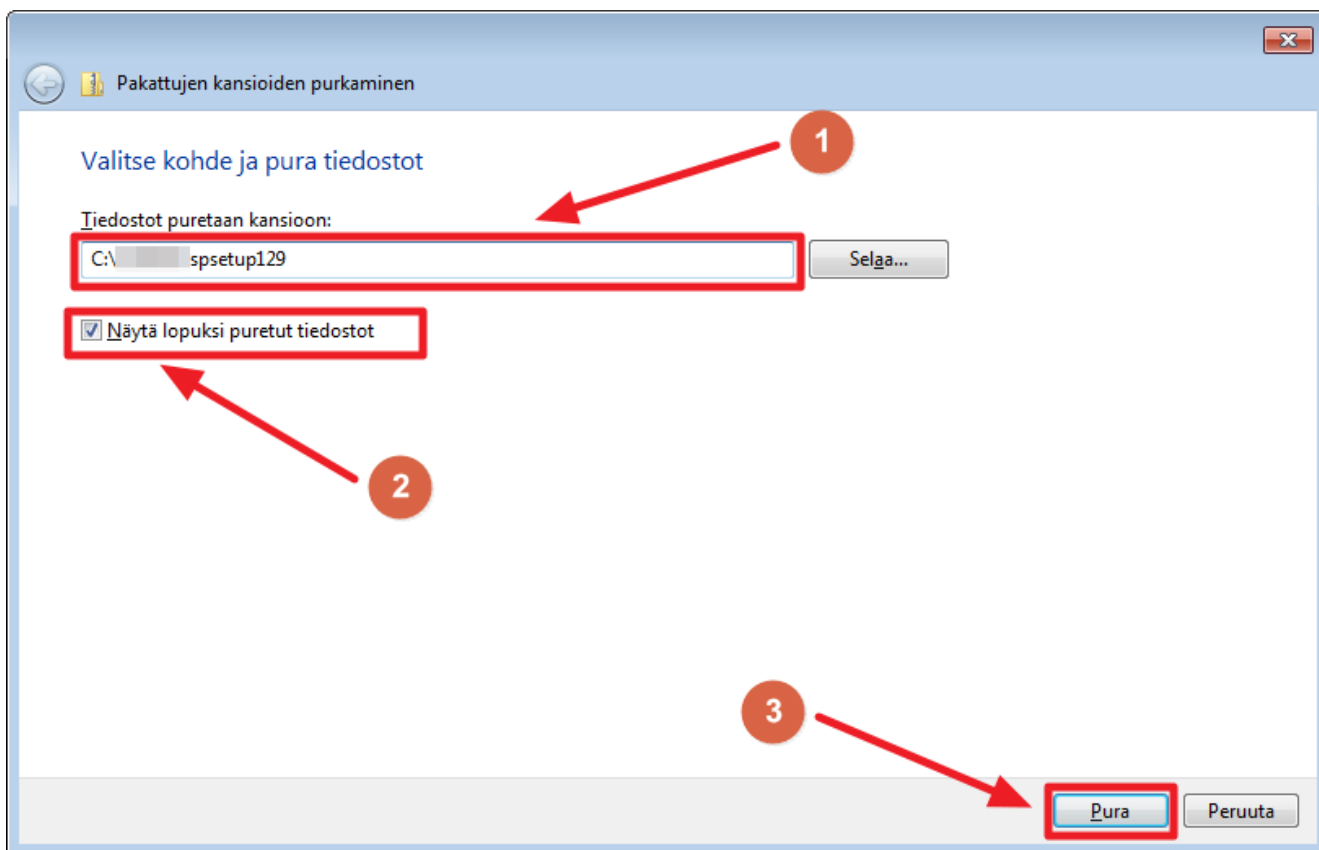 Pakattujen kansioiden purkaminen
1
Valitse kohde ja pura tiedostot
Tiedostot puretaan kansioon:
C:\ spsetup129 Selaa...
Näytä lopuksi puretut tiedostot
2
3
Pura Peruuta